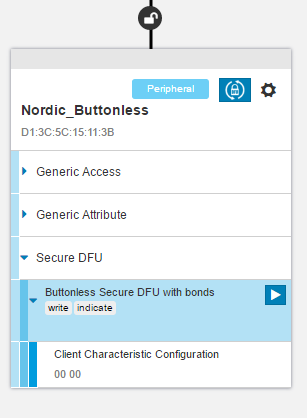 Peripheral
Nordic_Buttonless
D1:3C:5C:15:11:3B
Generic Access
Generic Attribute
Secure DFU
Buttonless Secure DFU with bonds
write indicate
Client Characteristic Configuration
00 00